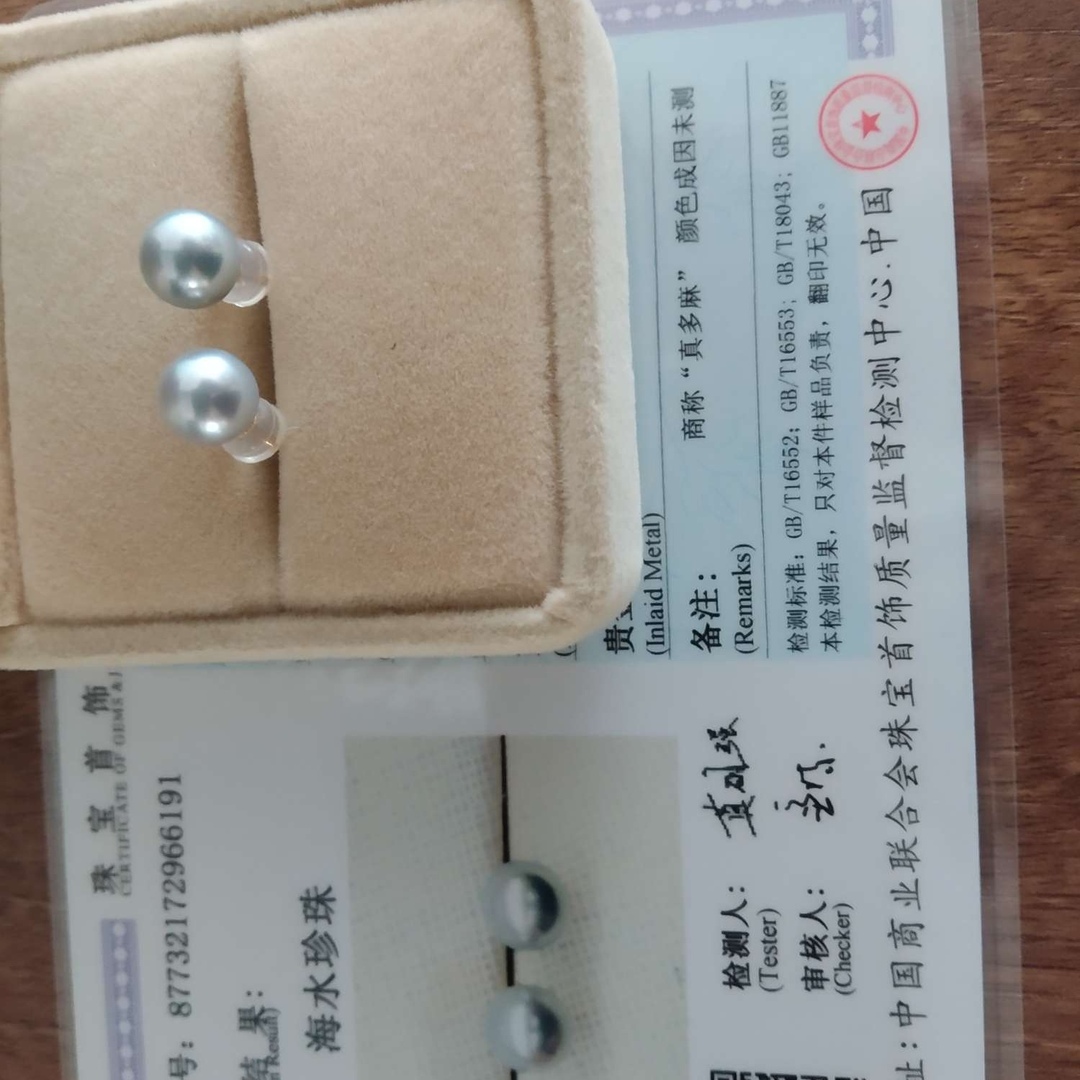 珠宝首饰
CERTIFICATE OF GEMS &
号：877321772966191
结果：
海水珍珠
(Inlaid Metal)
备注：
商称“真多麻” 颜色成因未测
(Remarks)
检测标准：GB/T16552；GB/T16553；GB/T18043；GB11887
本检测结果，只对本件样品负责，翻印无效。
检测人：
(Tester)
审核人：
(Checker)
址：中国商业联合会珠宝首饰质量监督检测中心.中国